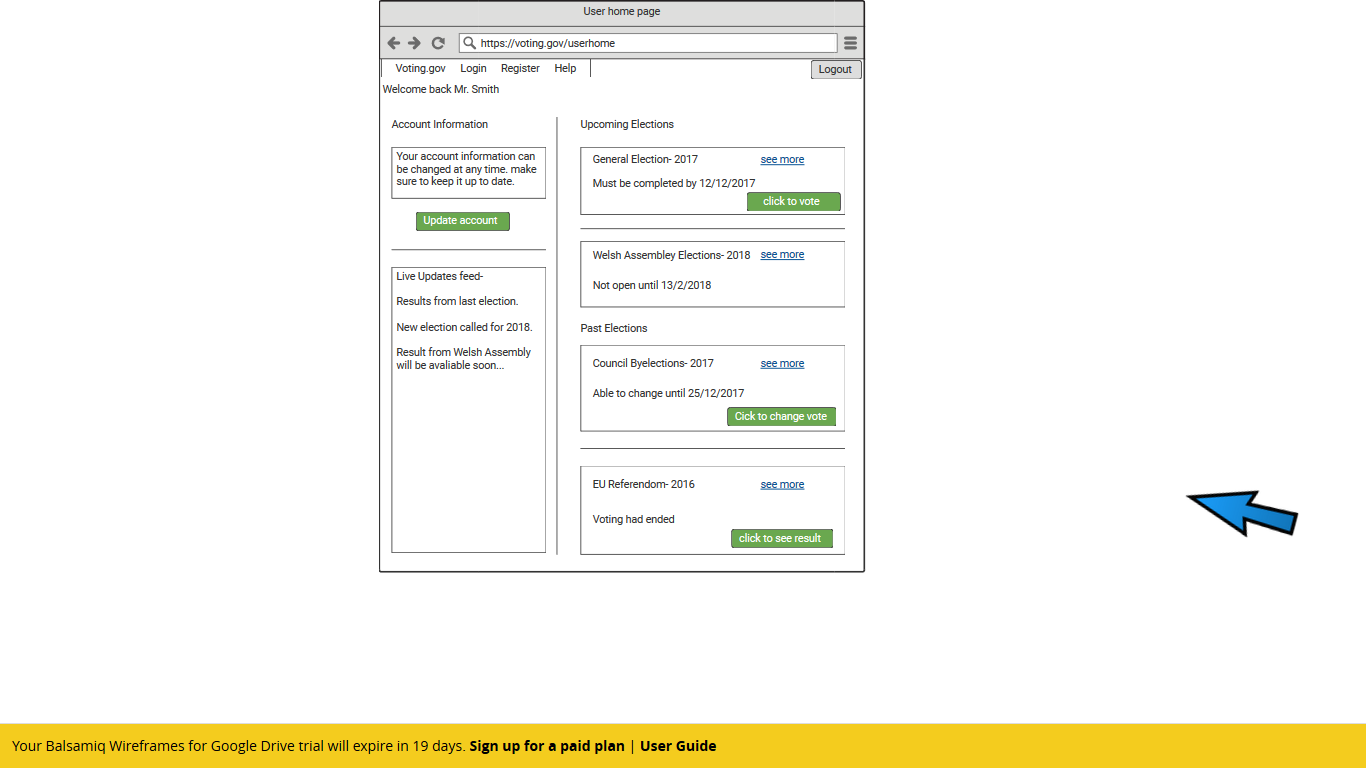 User home page
https://voting.gov/userhome
Voting.gov Login Register Help
Logout
Welcome back Mr. Smith
Account Information
Your account information can
be changed at any time. make
sure to keep it up to date.
Update account
Live Updates feed-
Results from last election.
New election called for 2018.
Result from Welsh Assembly
will be avaliable soon...
Upcoming Elections
General Election- 2017 see more
Must be completed by 12/12/2017
click to vote
Welsh Assembley Elections- 2018 see more
Not open until 13/2/2018
Past Elections
Council Byelections- 2017 see more
Able to change until 25/12/2017
Cick to change vote
EU Referendom- 2016 see more
Voting had ended
click to see result
Your Balsamiq Wireframes for Google Drive trial will expire in 19 days. Sign up for a paid plan | User Guide